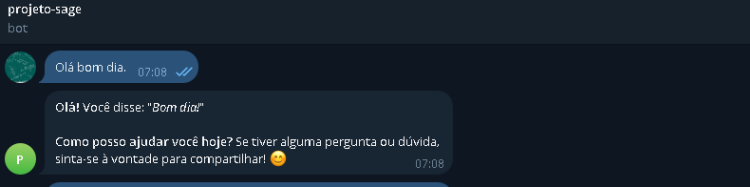 projeto-sage
bot
Olá bom dia.
07:08
Olá! Você disse: "Bom dia!"
Como posso ajudar você hoje? Se tiver alguma pergunta ou dúvida,
sinta-se à vontade para compartilhar! 😊
07:08
P